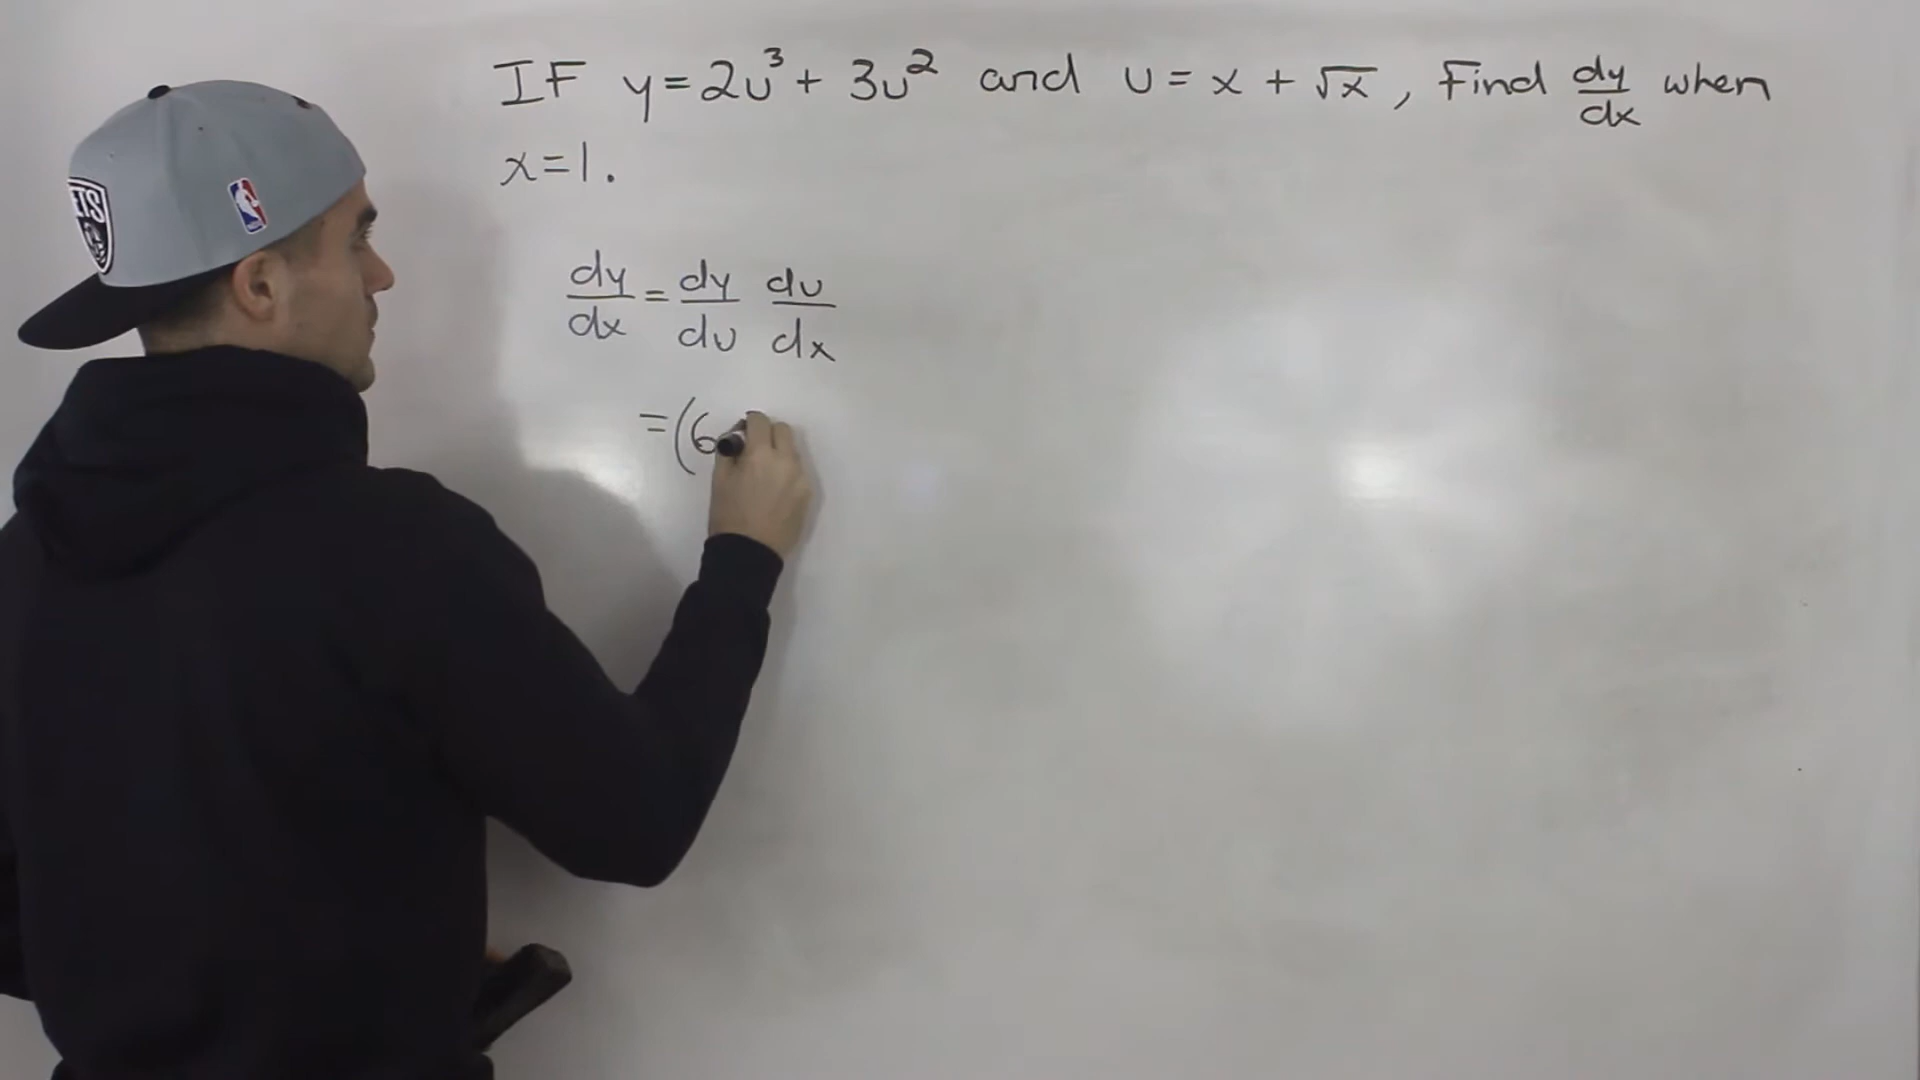 IF y = 2u³ + 3u² and u = x + √x, Find dy/dx when
x = 1.
dy/dx = dy/du du/dx
= (6